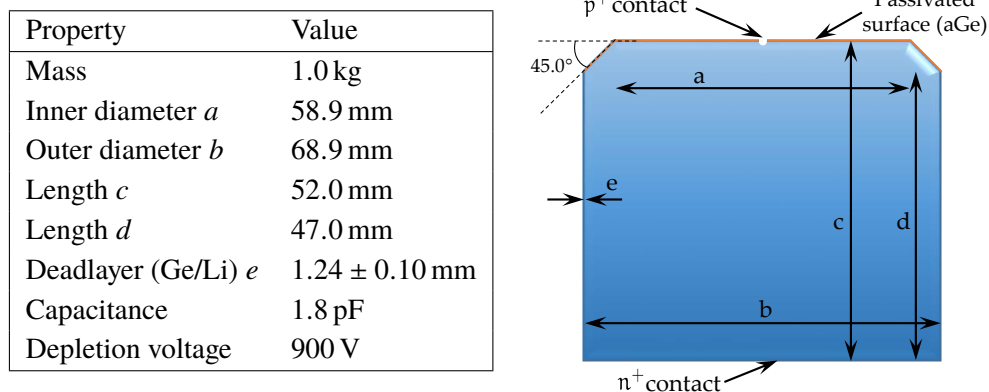 Property Value
Mass 1.0 kg
Inner diameter a 58.9 mm
Outer diameter b 68.9 mm
Length c 52.0 mm
Length d 47.0 mm
Deadlayer (Ge/Li) e 1.24 ± 0.10 mm
Capacitance 1.8 pF
Depletion voltage 900 V
p⁺ contact
Passivated
surface (aGe)
45.0°
a
e
c
d
b
n⁺ contact